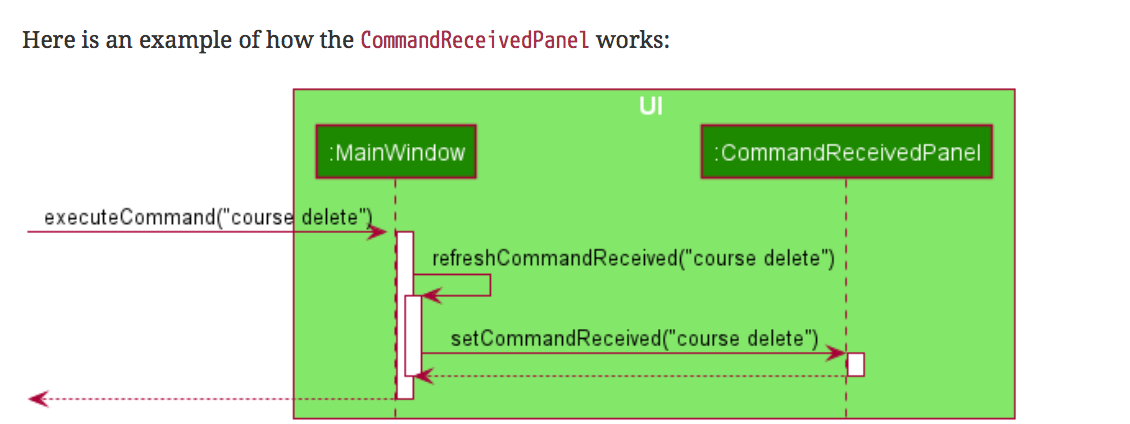 Here is an example of how the CommandReceivedPanel works:
UI
:MainWindow
:CommandReceivedPanel
executeCommand("course delete")
refreshCommandReceived("course delete")
setCommandReceived("course delete")